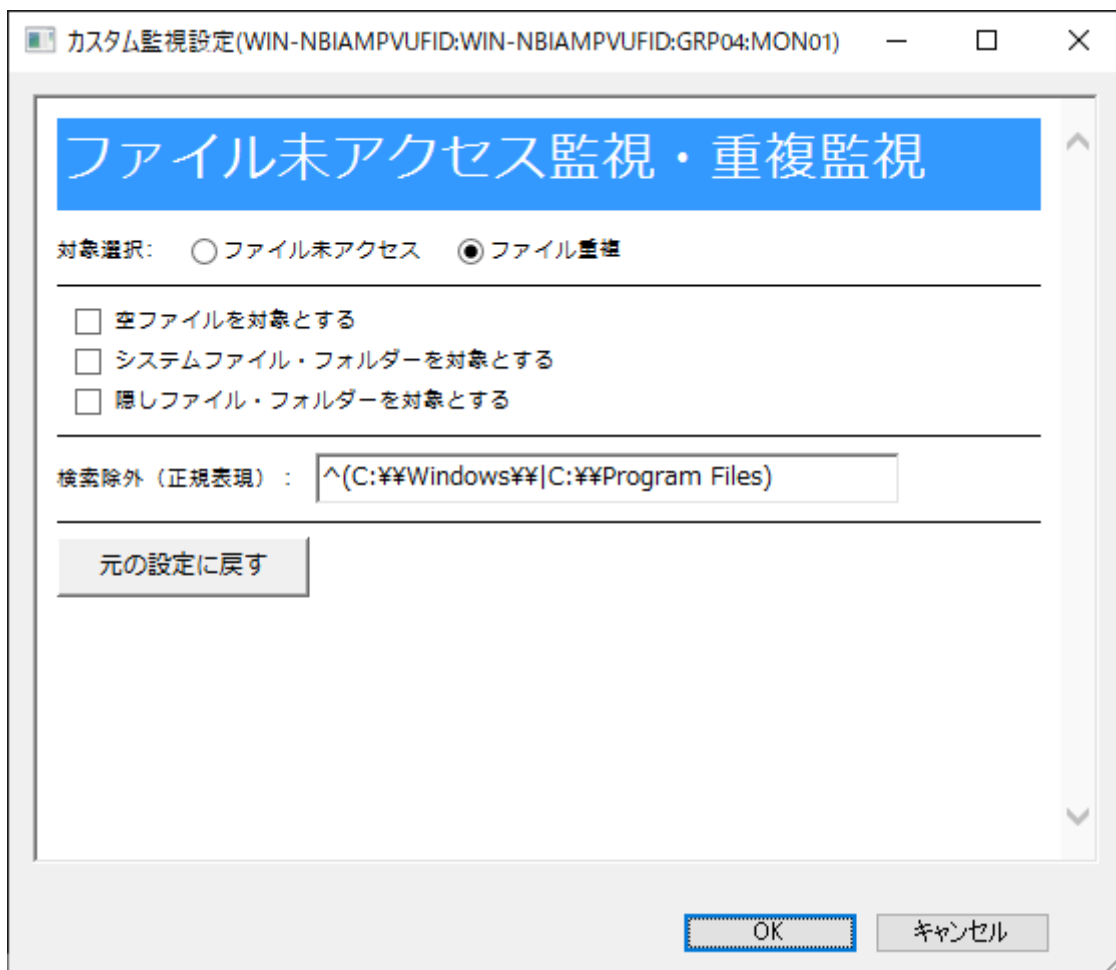 カスタム監視設定(WIN-NBIAMPVUFID:WIN-NBIAMPVUFID:GRP04:MON01)
ファイル未アクセス監視・重複監視
対象選択: ファイル未アクセス ファイル重複
空ファイルを対象とする
システムファイル・フォルダーを対象とする
隠しファイル・フォルダーを対象とする
検索除外（正規表現）: ^(C:¥¥Windows¥¥|C:¥¥Program Files)
元の設定に戻す
OK キャンセル